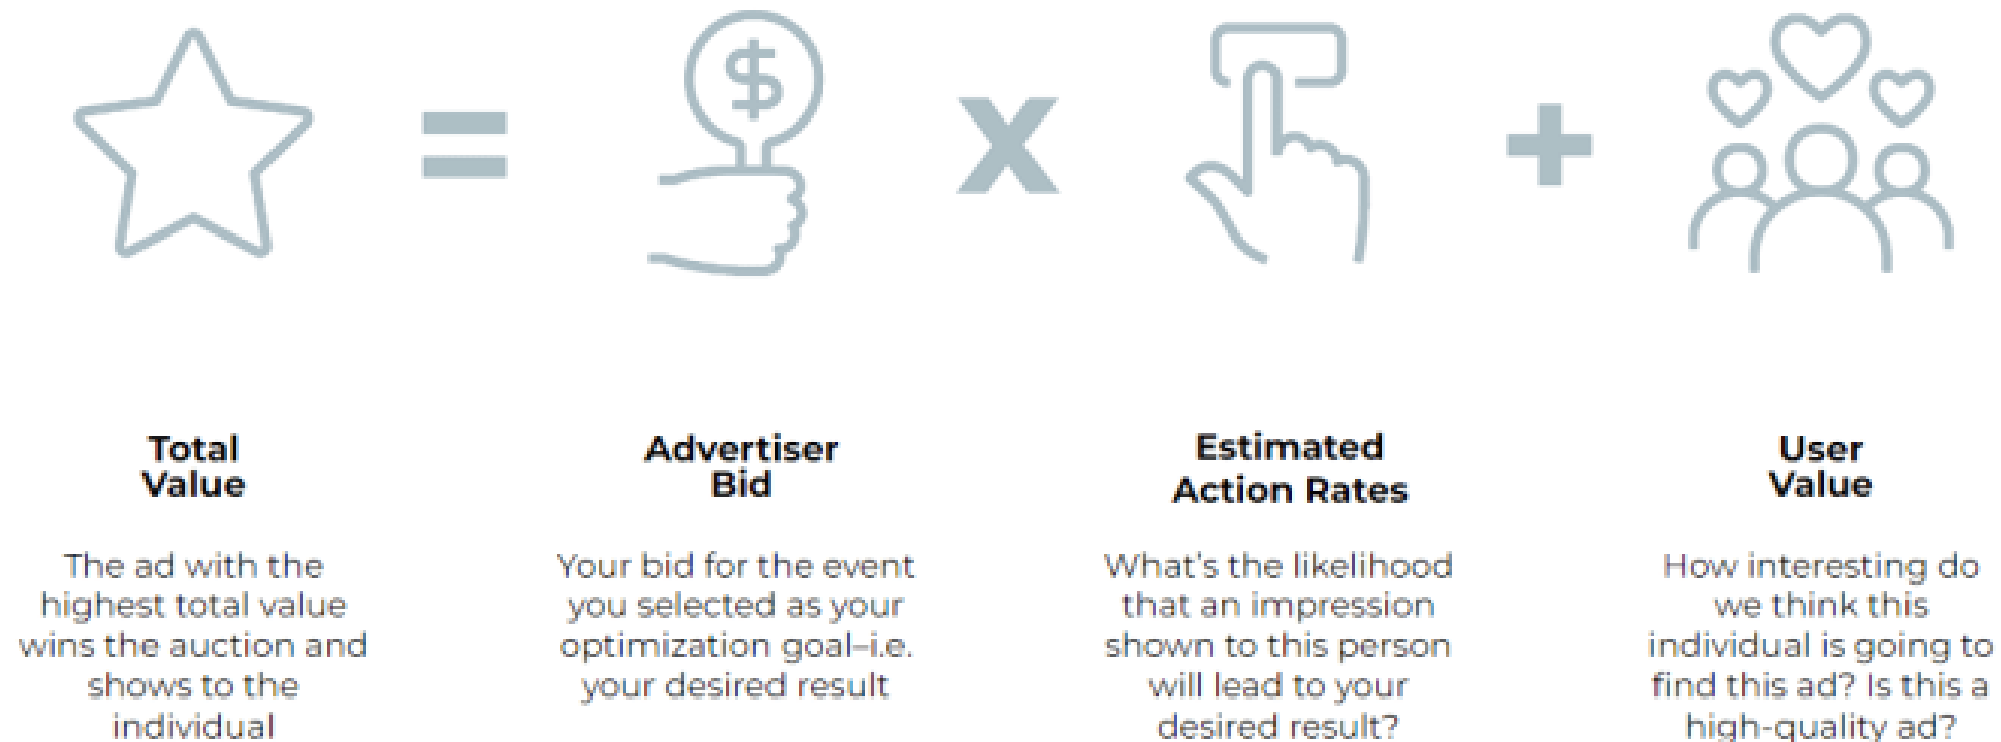 $
=
x
+
Total
Value
The ad with the
highest total value
wins the auction and
shows to the
individual
Advertiser
Bid
Your bid for the event
you selected as your
optimization goal–i.e.
your desired result
Estimated
Action Rates
What's the likelihood
that an impression
shown to this person
will lead to your
desired result?
User
Value
How interesting do
we think this
individual is going to
find this ad? Is this a
high-quality ad?